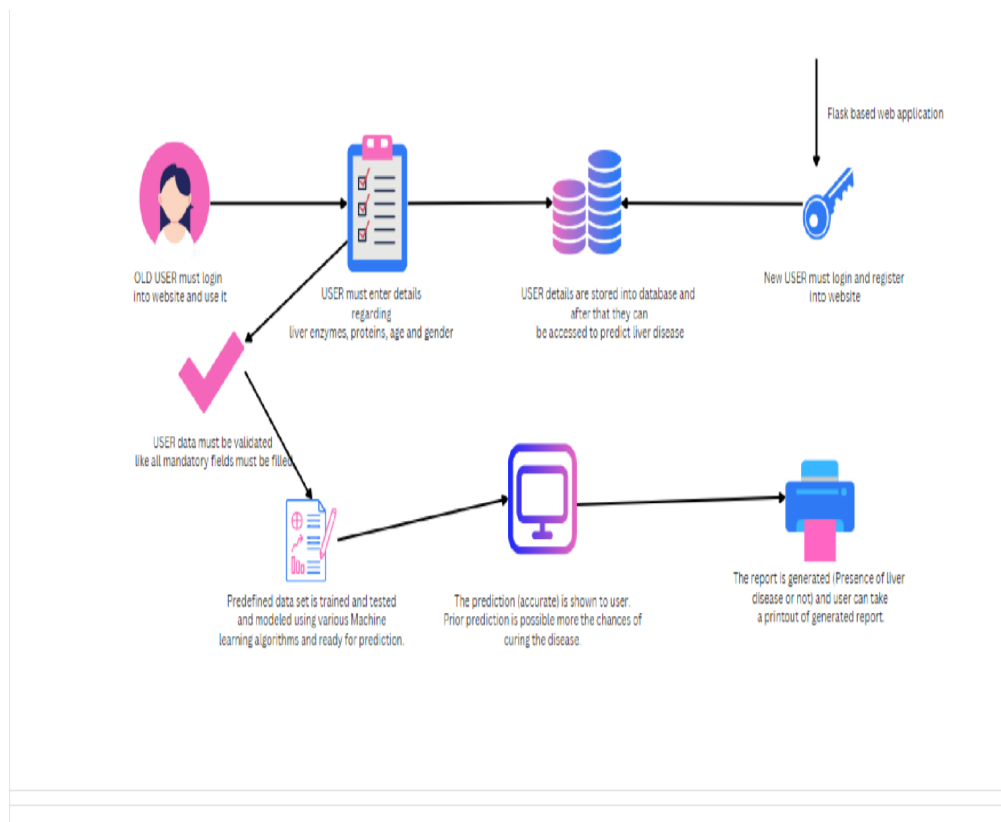 Flask based web application
OLD USER must login
into website and use it
USER must enter details
regarding
liver enzymes, proteins, age and gender
USER details are stored into database and
after that they can
be accessed to predict liver disease
New USER must login and register
into website
USER data must be validated
like all mandatory fields must be filled
Predefined data set is trained and tested
and modeled using various Machine
learning algorithms and ready for prediction.
The prediction (accurate) is shown to user.
Prior prediction is possible more the chances of
curing the disease.
The report is generated (Presence of liver
disease or not) and user can take
a printout of generated report.